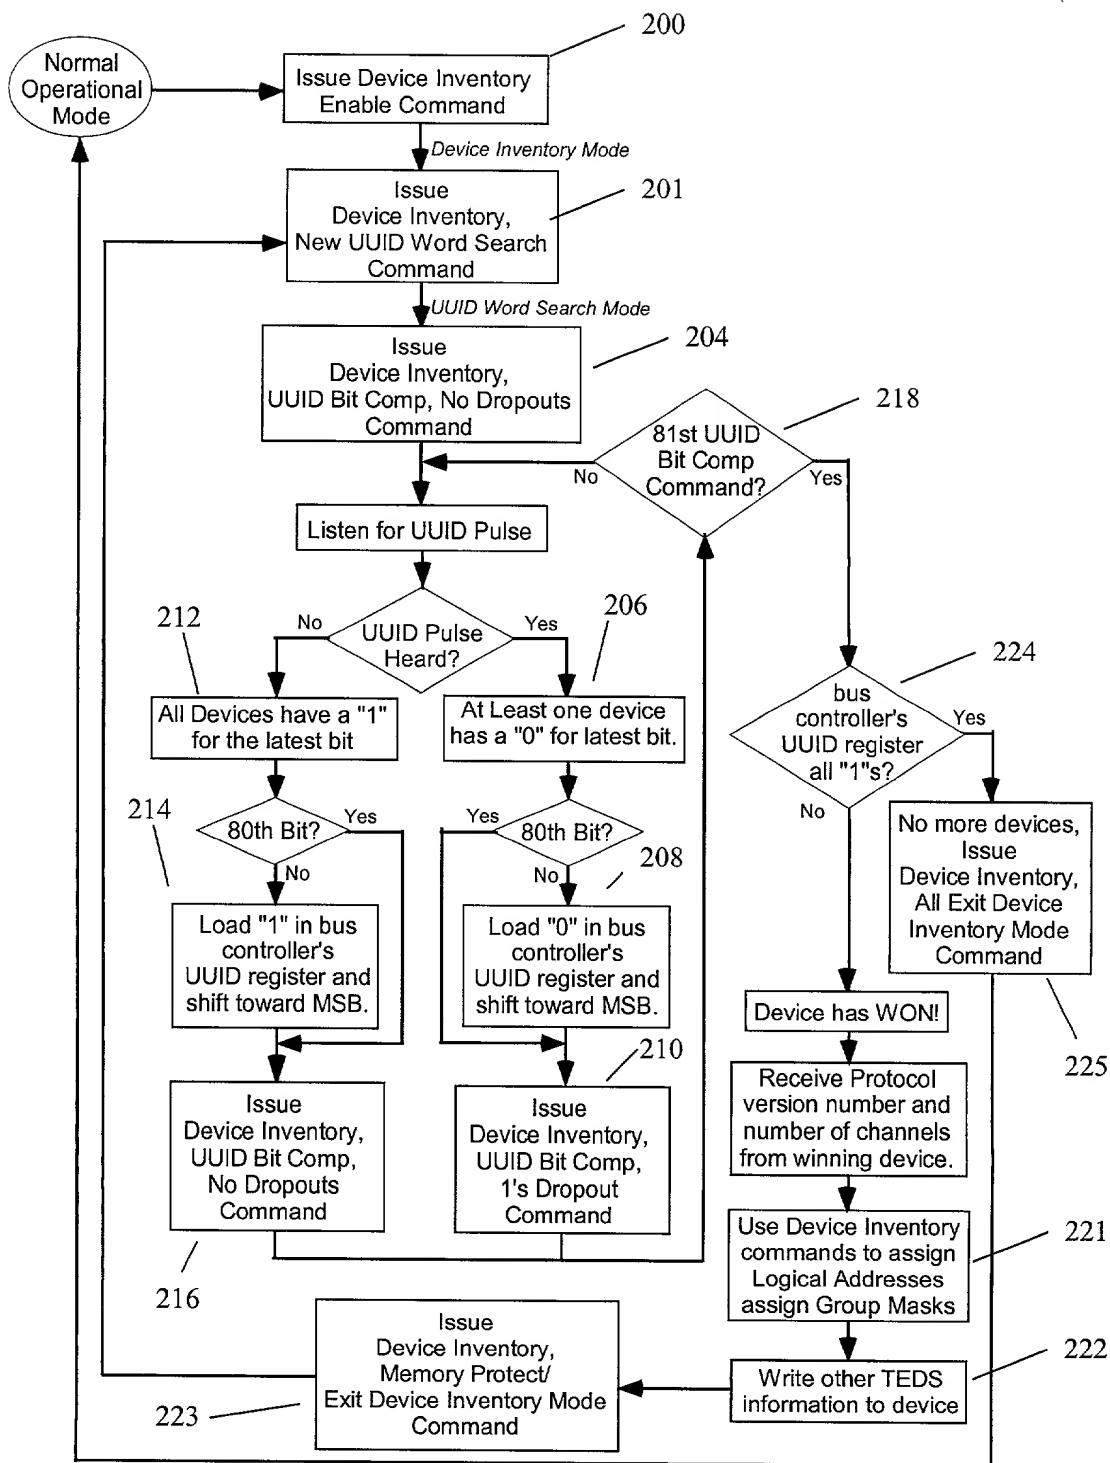 200
Normal
Operational
Mode
Issue Device Inventory
Enable Command
Device Inventory Mode
201
Issue
Device Inventory,
New UUID Word Search
Command
UUID Word Search Mode
204
Issue
Device Inventory,
UUID Bit Comp, No Dropouts
Command
218
81st UUID
Bit Comp
Command?
No
Yes
Listen for UUID Pulse
212
No
UUID Pulse
Heard?
Yes
206
224
All Devices have a "1"
for the latest bit
At Least one device
has a "0" for latest bit.
bus
controller's
UUID register
all "1"s?
Yes
No
214
80th Bit?
Yes
No
Yes
80th Bit?
No
208
No more devices,
Issue
Device Inventory,
All Exit Device
Inventory Mode
Command
225
Load "1" in bus
controller's
UUID register and
shift toward MSB.
Load "0" in bus
controller's
UUID register and
shift toward MSB.
Device has WON!
210
Issue
Device Inventory,
UUID Bit Comp,
No Dropouts
Command
216
Issue
Device Inventory,
UUID Bit Comp,
1's Dropout
Command
Receive Protocol
version number and
number of channels
from winning device.
Use Device Inventory
commands to assign
Logical Addresses
assign Group Masks
221
Write other TEDS
information to device
222
Issue
Device Inventory,
Memory Protect/
Exit Device Inventory Mode
Command
223